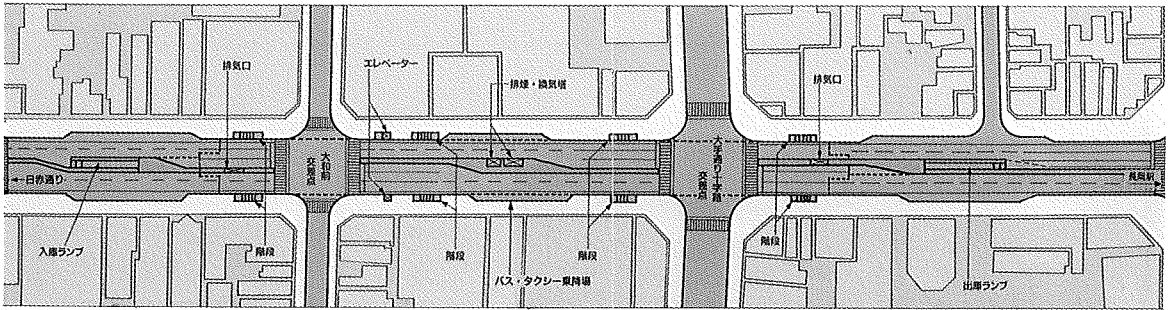 排気口
エレベーター
排煙・換気塔
排気口
大和前
交差点
大手通り十字路
交差点
←日赤通り
長岡駅
入庫ランプ
階段
階段
階段
階段
バス・タクシー乗降場
出庫ランプ